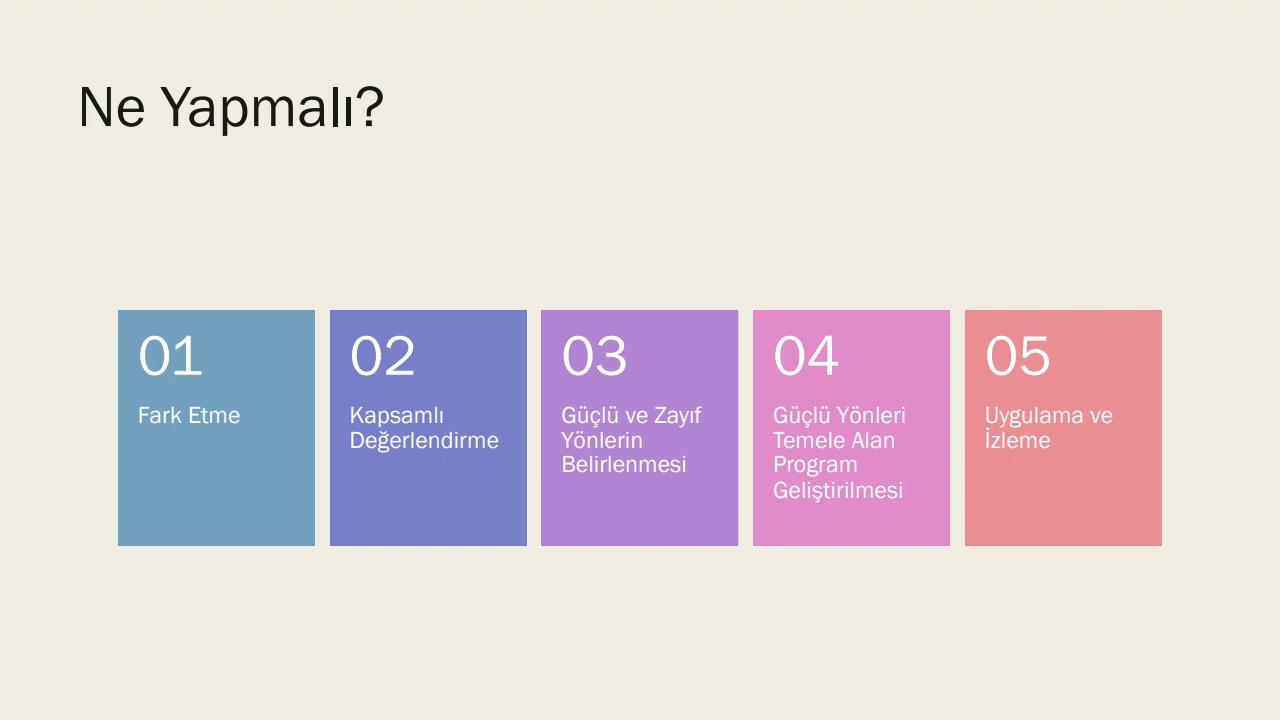 Ne Yapmalı?
01
Fark Etme
02
Kapsamlı
Değerlendirme
03
Güçlü ve Zayıf
Yönlerin
Belirlenmesi
04
Güçlü Yönleri
Temele Alan
Program
Geliştirilmesi
05
Uygulama ve
İzleme